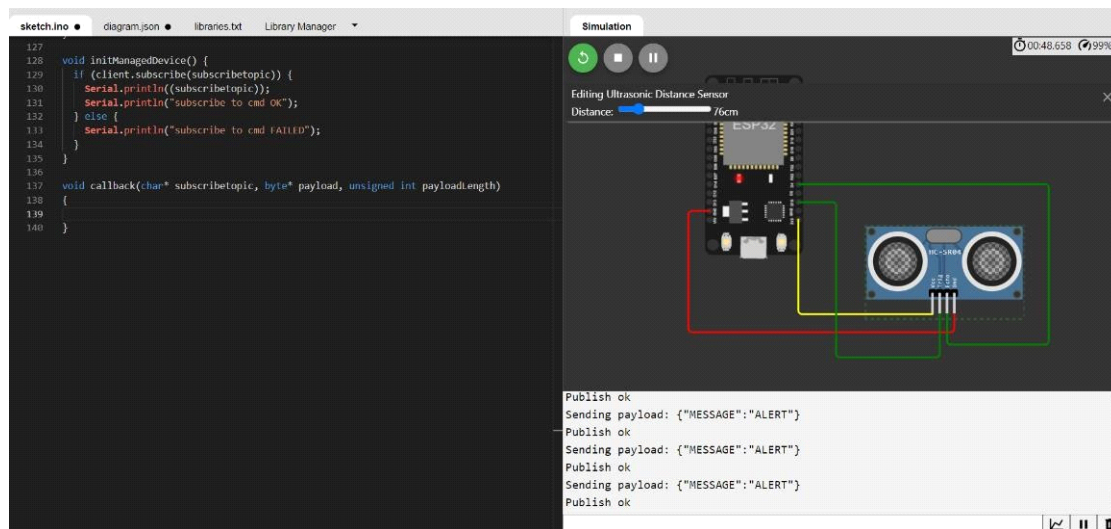 sketch.ino ●
diagram.json ●
libraries.txt
Library Manager
127
128 void initManagedDevice() {
129 if (client.subscribe(subscribetopic)) {
130 Serial.println((subscribetopic));
131 Serial.println("subscribe to cmd OK");
132 } else {
133 Serial.println("subscribe to cmd FAILED");
134 }
135 }
136
137 void callback(char* subscribetopic, byte* payload, unsigned int payloadLength)
138 {
139
140 }
Simulation
00:48.658 99%
Editing Ultrasonic Distance Sensor
Distance: 76cm
ESP32
HC-SR04
Vcc
Trig
Echo
Gnd
Publish ok
Sending payload: {"MESSAGE":"ALERT"}
Publish ok
Sending payload: {"MESSAGE":"ALERT"}
Publish ok
Sending payload: {"MESSAGE":"ALERT"}
Publish ok